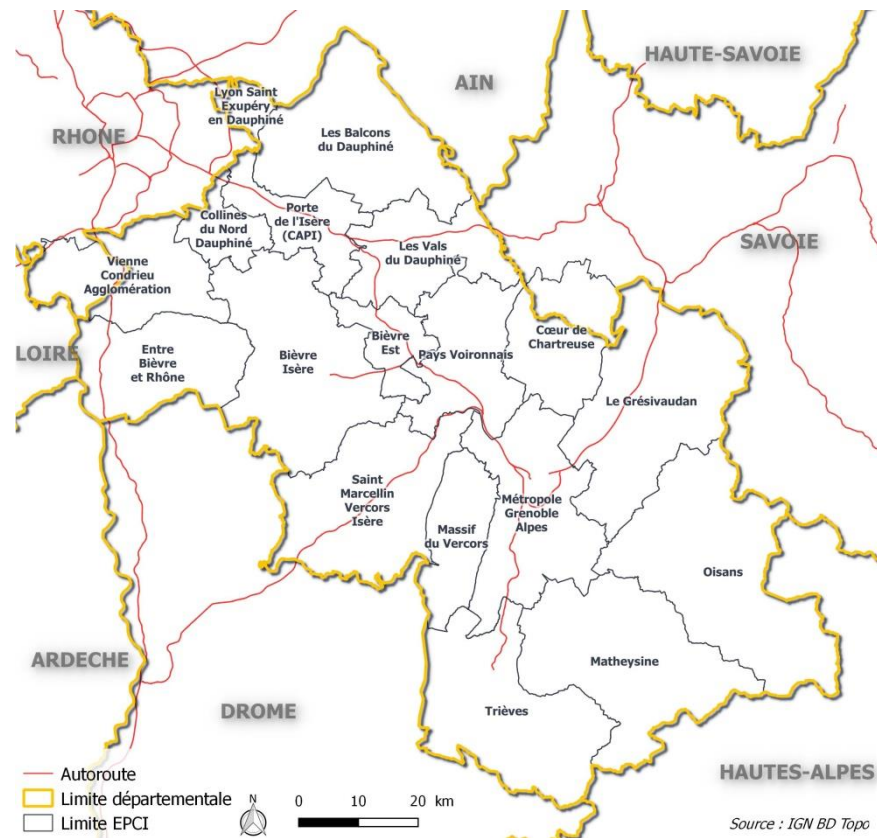 HAUTE-SAVOIE
AIN
Lyon Saint
Exupéry
en Dauphiné
RHONE
Les Balcons
du Dauphiné
Collines
du Nord
Dauphiné
Porte
de l'Isère
(CAPI)
SAVOIE
Les Vals
du Dauphiné
Vienne
Condrieu
Agglomération
LOIRE
Entre
Bièvre
et Rhône
Bièvre
Isère
Bièvre
Est
Pays Voironnais
Cœur de
Chartreuse
Le Grésivaudan
Saint
Marcellin
Vercors
Isère
Massif
du Vercors
Métropole
Grenoble
Alpes
Oisans
ARDECHE
Matheysine
DROME
Trièves
HAUTES-ALPES
Autoroute
Limite départementale
Limite EPCI
N
0 10 20 km
Source : IGN BD Topo